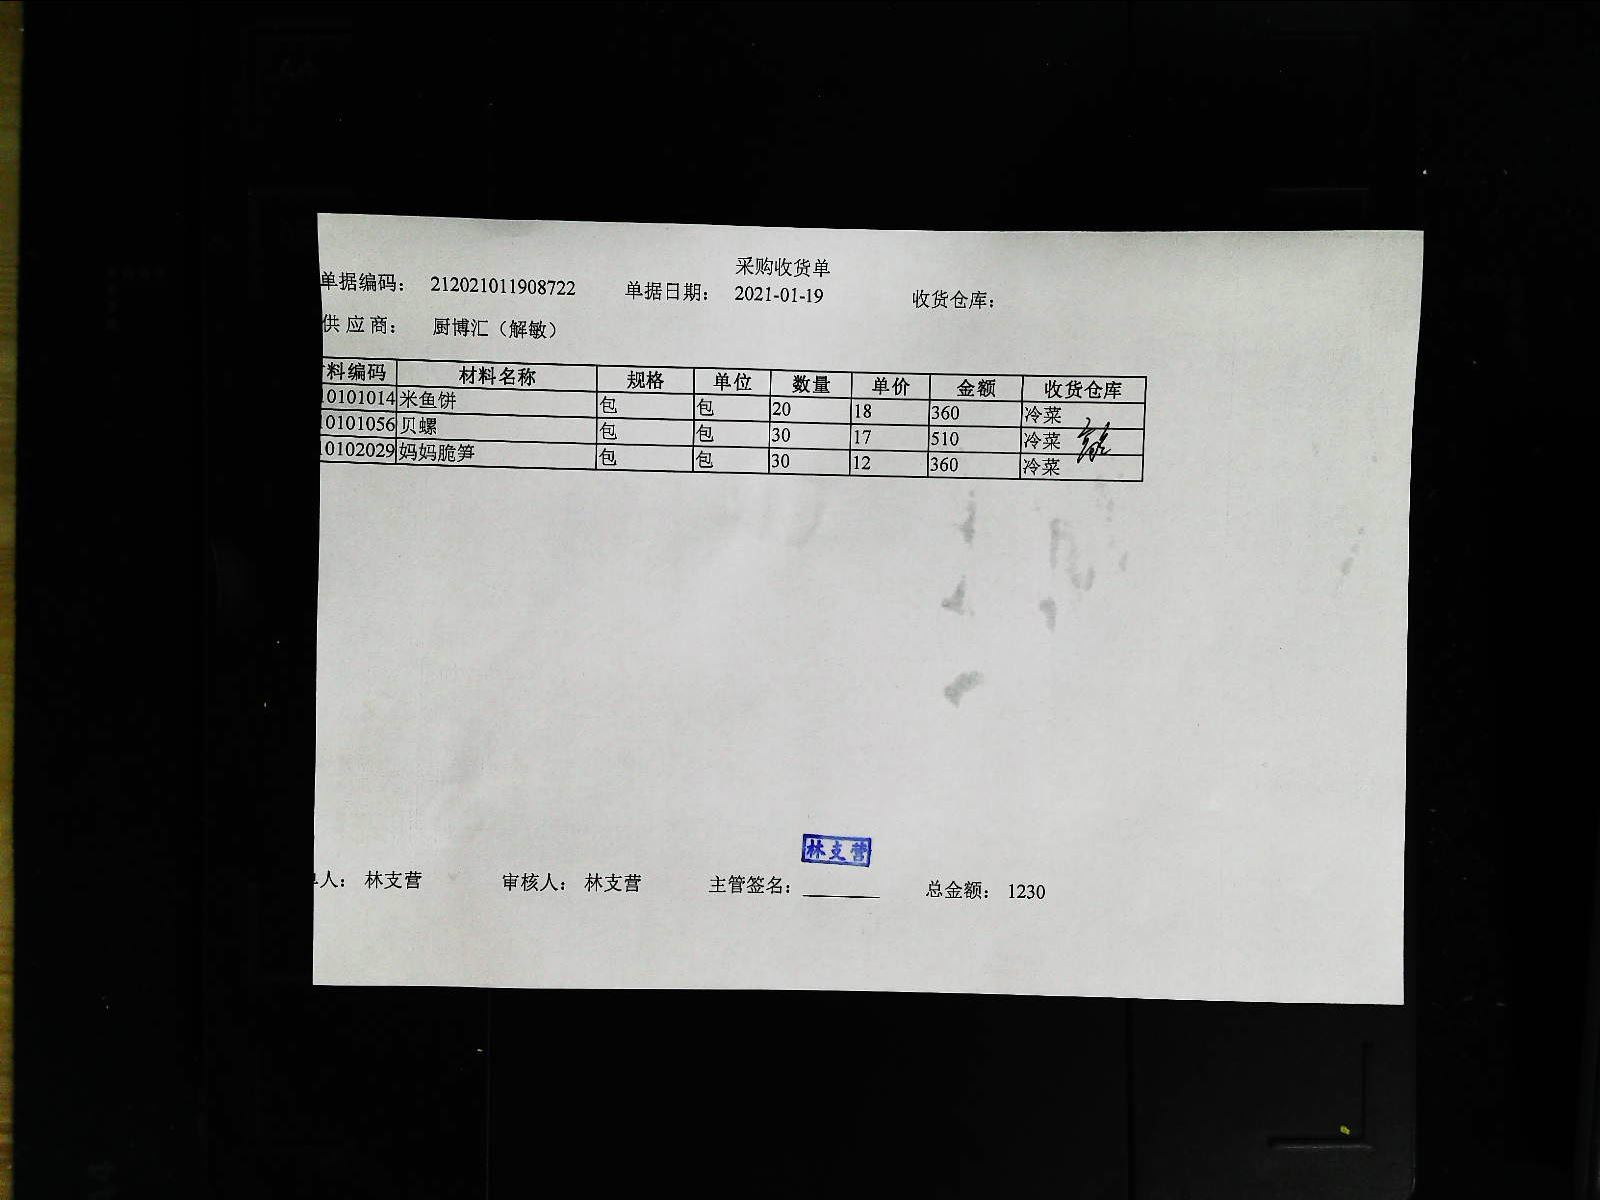 采购收货单
单据编码： 212021011908722 单据日期： 2021-01-19 收货仓库：
供应商： 厨博汇（解敏）
料编码 材料名称 规格 单位 数量 单价 金额 收货仓库
0101014 米鱼饼 包 包 20 18 360 冷菜
0101056 贝螺 包 包 30 17 510 冷菜
0102029 妈妈脆笋 包 包 30 12 360 冷菜
林支营
人： 林支营 审核人： 林支营 主管签名： 总金额： 1230